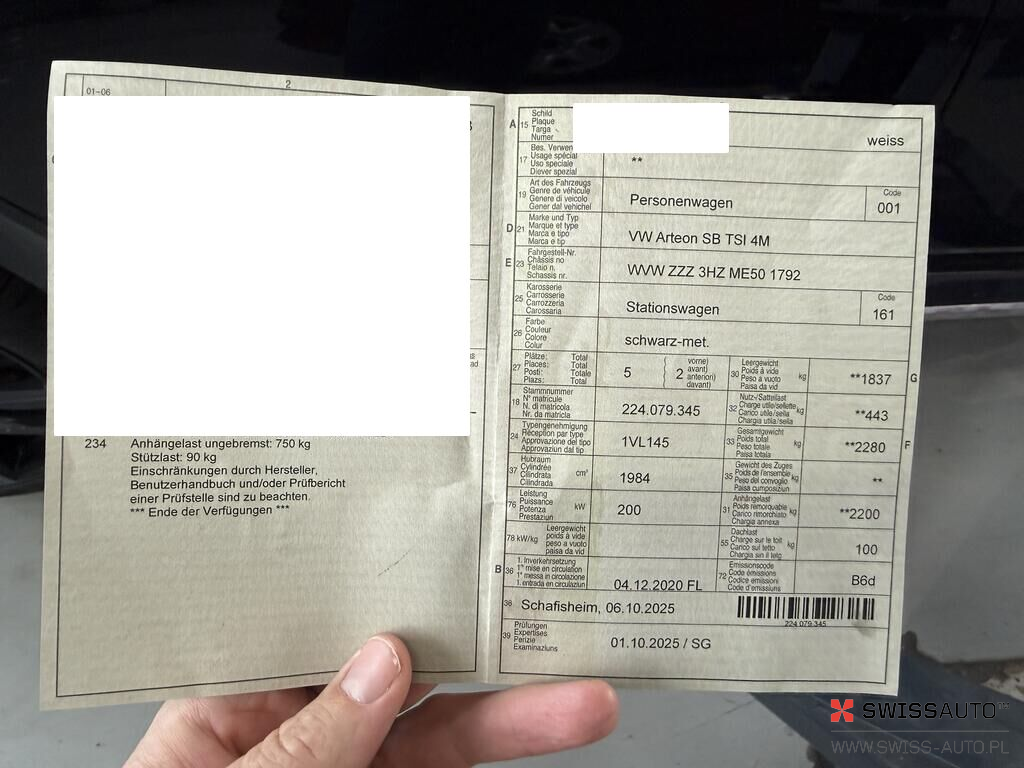 01-06
2
234 Anhängelast ungebremst: 750 kg
Stützlast: 90 kg
Einschränkungen durch Hersteller,
Benutzerhandbuch und/oder Prüfbericht
einer Prüfstelle sind zu beachten.
*** Ende der Verfügungen ***
A 15 Schild
Plaque
Targa
Numer
weiss
17 Bes. Verwen
Usage spécial
Uso speciale
Diever spezial
**
19 Art des Fahrzeugs
Genre de véhicule
Genere di veicolo
Gener dal vehichel
Personenwagen
Code
001
D 21 Marke und Typ
Marque et type
Marca e tipo
Marca e tip
VW Arteon SB TSI 4M
E 23 Fahrgestell-Nr.
Châssis no
Telaio n.
Schassis nr.
WVW ZZZ 3HZ ME50 1792
25 Karosserie
Carrosserie
Carrozzeria
Carossaria
Stationswagen
Code
161
26 Farbe
Couleur
Colore
Colur
schwarz-met.
27 Plätze: Total
Places: Total
Posti: Totale
Plazs: Total
5
2
vorne)
avant)
anteriori)
davant)
30 Leergewicht
Poids à vide
Peso a vuoto
Paisa da vid
kg
**1837
G
18 Stammnummer
N° matricule
N. di matricola
Nr. da matricla
224.079.345
32 Nutz-/Sattellast
Charge utile/sellette
Carico utile/sella
Chargia utila/sella
kg
**443
24 Typengenehmigung
Réception par type
Approvazione del tipo
Approvaziun dal tip
1VL145
33 Gesamtgewicht
Poids total
Peso totale
Paisa totala
kg
**2280
F
37 Hubraum
Cylindrée
Cilindrata
Cilindrada
cm³
1984
35 Gewicht des Zuges
Poids de l'ensemble
Peso del convoglio
Paisa cumposiziun
kg
**
76 Leistung
Puissance
Potenza
Prestaziun
kW
200
31 Anhängelast
Poids remorquable
Carico rimorchiato
Chargia annexa
kg
**2200
78 kW/kg
Leergewicht
poids à vide
peso a vuoto
paisa da vid
55 Dachlast
Charge sur le toit
Carico sul tetto
Chargia sin il tetg
kg
100
B 36 1. Inverkehrsetzung
1re mise en circulation
1a messa in circolazione
1. entrada en circulaziun
04.12.2020 FL
72 Emissionscode
Code émissions
Codice emissioni
Code d'emissiuns
B6d
38 Schafisheim, 06.10.2025
224 079 345
39 Prüfungen
Expertises
Perizie
Examinaziuns
01.10.2025 / SG
SWISSAUTO
WWW.SWISS-AUTO.PL